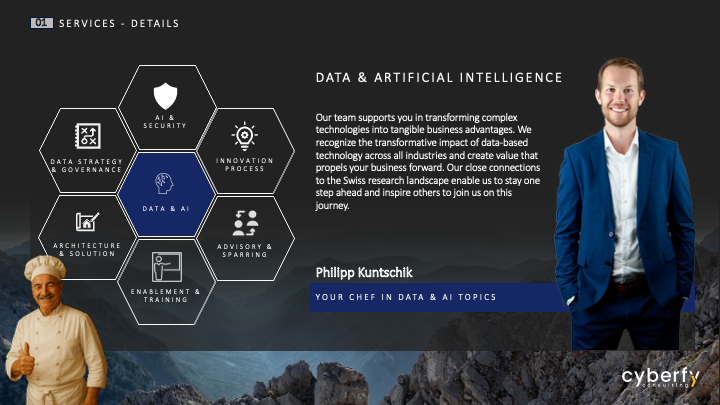 01 SERVICES - DETAILS
DATA & ARTIFICIAL INTELLIGENCE
Our team supports you in transforming complex
technologies into tangible business advantages. We
recognize the transformative impact of data-based
technology across all industries and create value that
propels your business forward. Our close connections
to the Swiss research landscape enable us to stay one
step ahead and inspire others to join us on this
journey.
Philipp Kuntschik
YOUR CHEF IN DATA & AI TOPICS
AI &
SECURITY
DATA STRATEGY
& GOVERNANCE
INNOVATION
PROCESS
DATA & AI
ARCHITECTURE
& SOLUTION
ADVISORY &
SPARRING
ENABLEMENT &
TRAINING
cyberfy
consulting